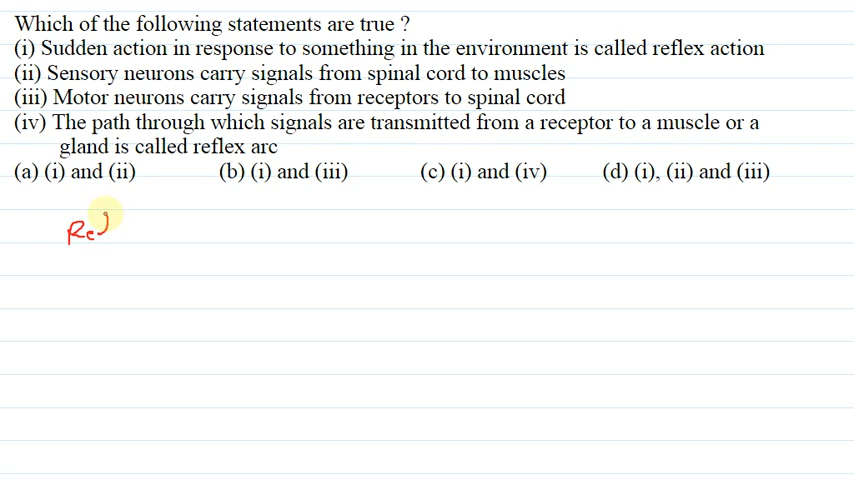 Which of the following statements are true ?
(i) Sudden action in response to something in the environment is called reflex action
(ii) Sensory neurons carry signals from spinal cord to muscles
(iii) Motor neurons carry signals from receptors to spinal cord
(iv) The path through which signals are transmitted from a receptor to a muscle or a
gland is called reflex arc
(a) (i) and (ii) (b) (i) and (iii) (c) (i) and (iv) (d) (i), (ii) and (iii)